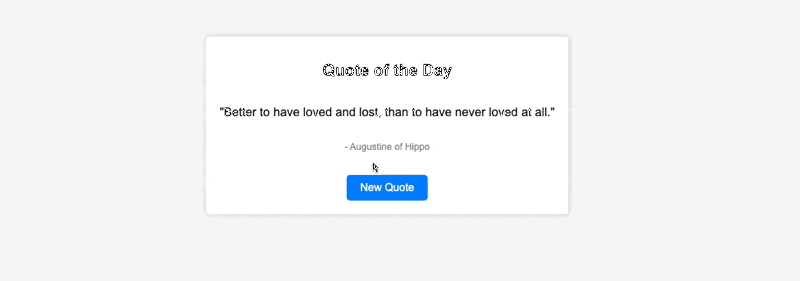 Quote of the Day
"Better to have loved and lost, than to have never loved at all."
- Augustine of Hippo
New Quote